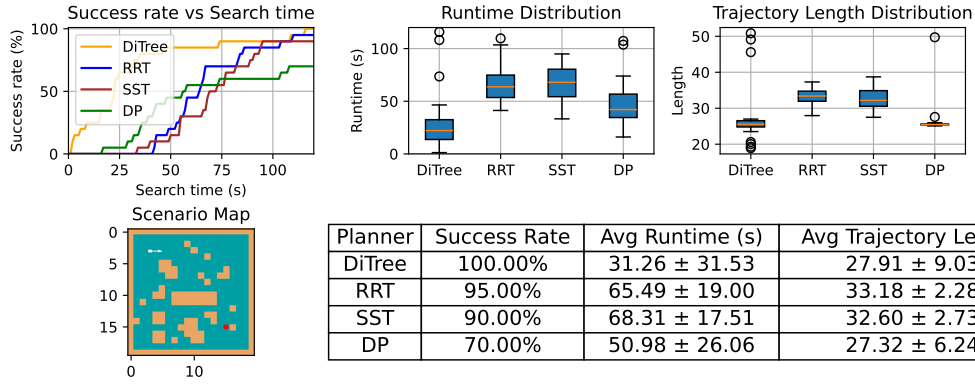 Success rate vs Search time
Success rate (%)
100
50
0
DiTree
RRT
SST
DP
0 25 50 75 100
Search time (s)
Runtime Distribution
Runtime (s)
100
50
0
DiTree RRT SST DP
Trajectory Length Distribution
Length
50
40
30
20
DiTree RRT SST DP
Scenario Map
0
5
10
15
0 10
Planner Success Rate Avg Runtime (s) Avg Trajectory Le
DiTree 100.00% 31.26 ± 31.53 27.91 ± 9.03
RRT 95.00% 65.49 ± 19.00 33.18 ± 2.28
SST 90.00% 68.31 ± 17.51 32.60 ± 2.73
DP 70.00% 50.98 ± 26.06 27.32 ± 6.24